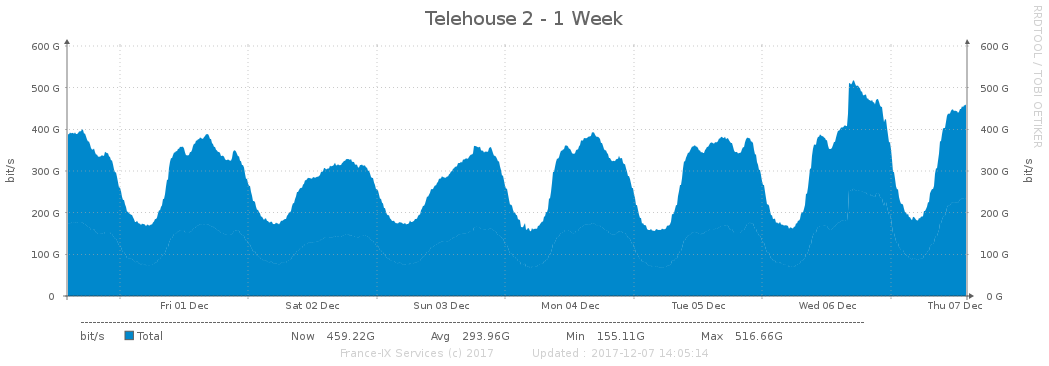 Telehouse 2 - 1 Week
RRDTOOL / TOBI OETIKER
600 G 600 G
500 G 500 G
400 G 400 G
300 G 300 G
200 G 200 G
100 G 100 G
0 0 G
bit/s
bit/s
Fri 01 Dec Sat 02 Dec Sun 03 Dec Mon 04 Dec Tue 05 Dec Wed 06 Dec Thu 07 Dec
bit/s Total Now 459.22G Avg 293.96G Min 155.11G Max 516.66G
France-IX Services (c) 2017 Updated : 2017-12-07 14:05:14